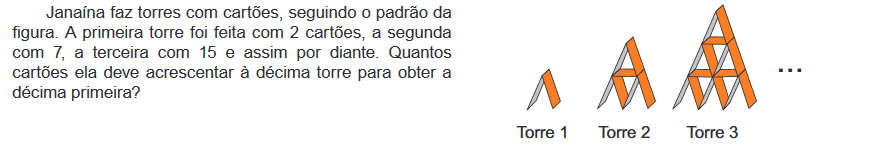 Janaína faz torres com cartões, seguindo o padrão da
figura. A primeira torre foi feita com 2 cartões, a segunda
com 7, a terceira com 15 e assim por diante. Quantos
cartões ela deve acrescentar à décima torre para obter a
décima primeira?
...
Torre 1 Torre 2 Torre 3